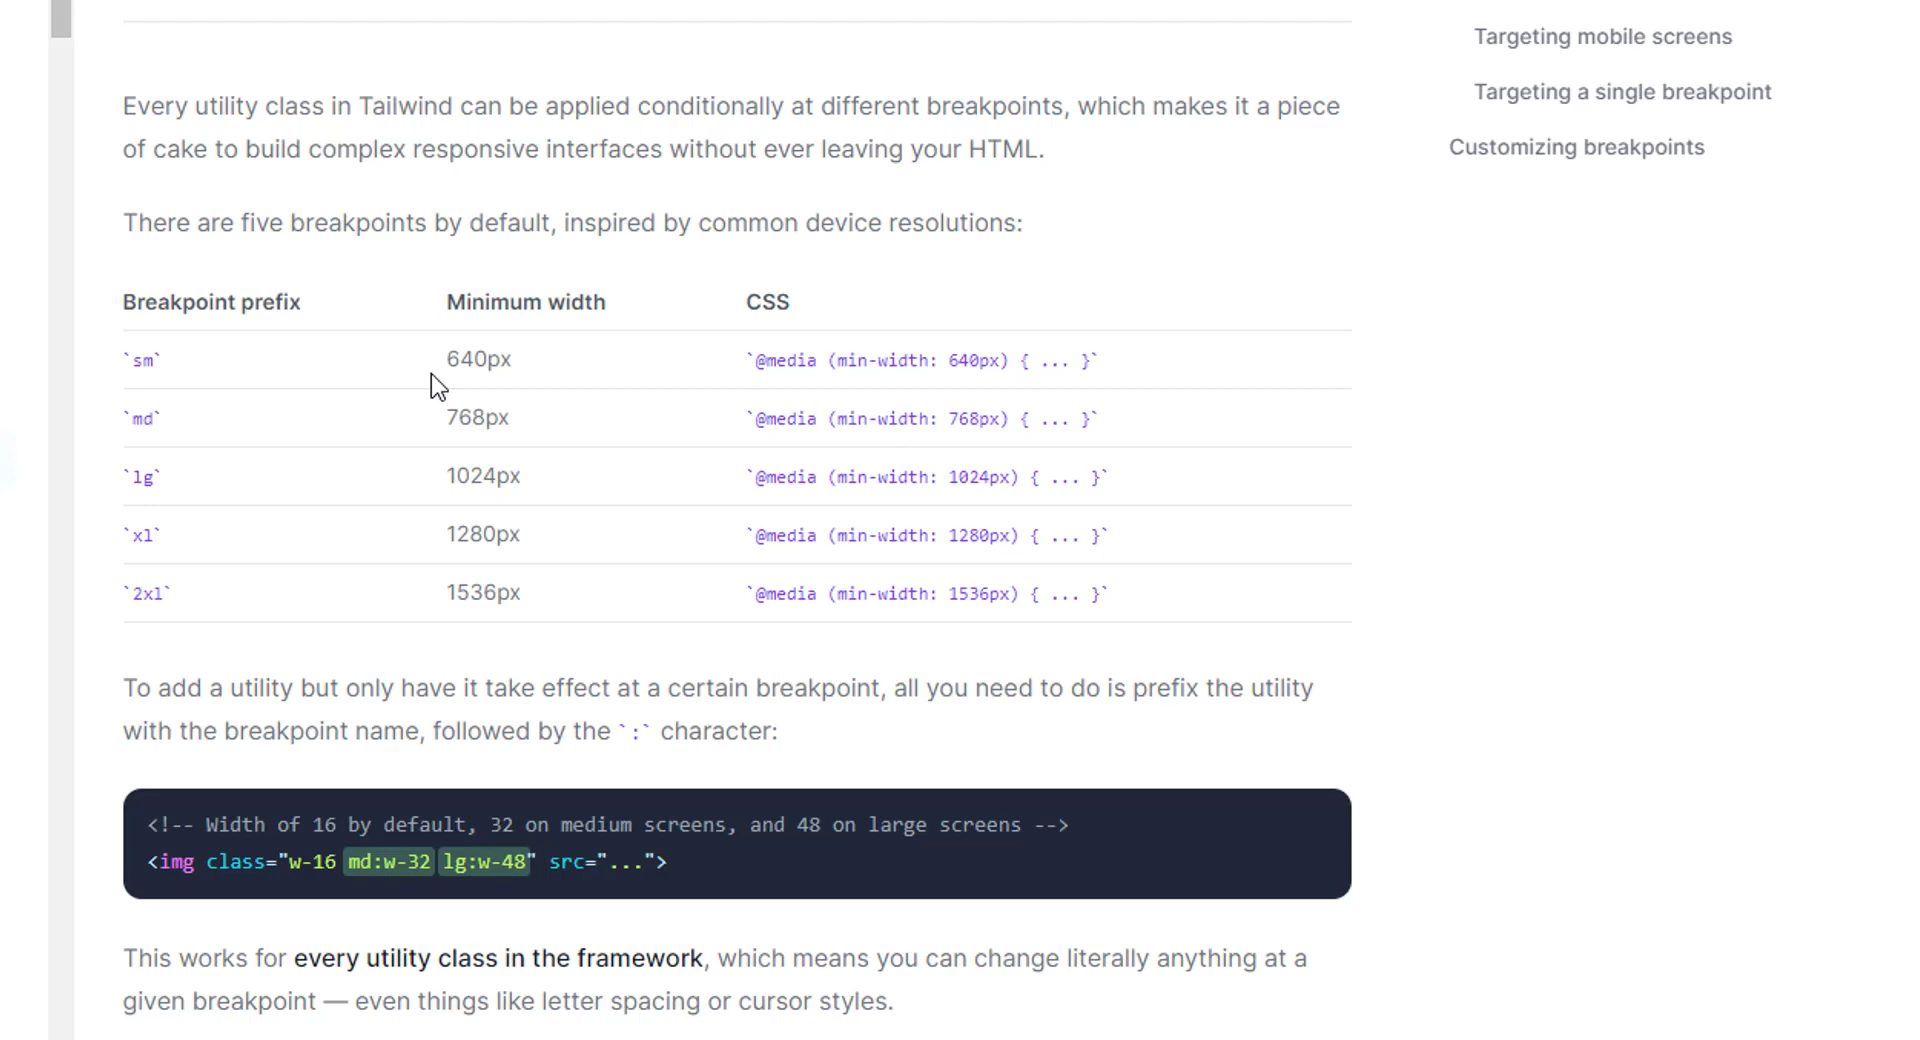 Every utility class in Tailwind can be applied conditionally at different breakpoints, which makes it a piece
of cake to build complex responsive interfaces without ever leaving your HTML.
There are five breakpoints by default, inspired by common device resolutions:
Breakpoint prefix Minimum width CSS
`sm` 640px `@media (min-width: 640px) { ... }`
`md` 768px `@media (min-width: 768px) { ... }`
`lg` 1024px `@media (min-width: 1024px) { ... }`
`xl` 1280px `@media (min-width: 1280px) { ... }`
`2xl` 1536px `@media (min-width: 1536px) { ... }`
To add a utility but only have it take effect at a certain breakpoint, all you need to do is prefix the utility
with the breakpoint name, followed by the `:` character:
<!-- Width of 16 by default, 32 on medium screens, and 48 on large screens -->
<img class="w-16 md:w-32 lg:w-48" src="...">
This works for every utility class in the framework, which means you can change literally anything at a
given breakpoint — even things like letter spacing or cursor styles.
Targeting mobile screens
Targeting a single breakpoint
Customizing breakpoints